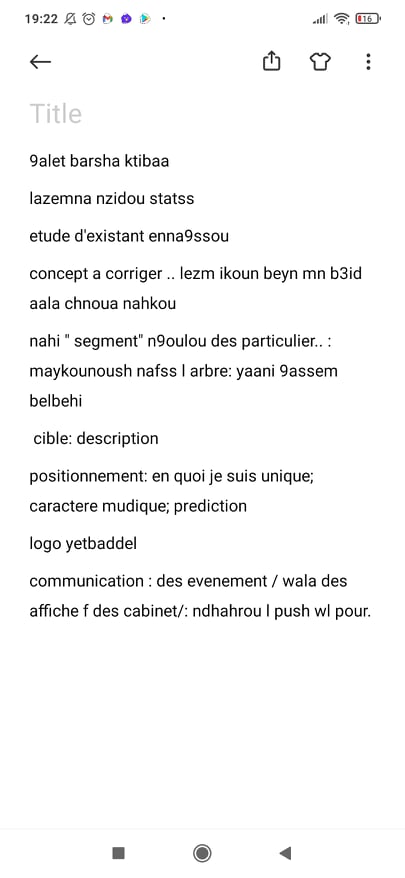 19:22
16
Title
9alet barsha ktibaa
lazemna nzidou statss
etude d'existant enna9ssou
concept a corriger .. lezm ikoun beyn mn b3id
aala chnoua nahkou
nahi " segment" n9oulou des particulier.. :
maykounoush nafss l arbre: yaani 9assem
belbehi
cible: description
positionnement: en quoi je suis unique;
caractere mudique; prediction
logo yetbaddel
communication : des evenement / wala des
affiche f des cabinet/: ndhahrou l push wl pour.